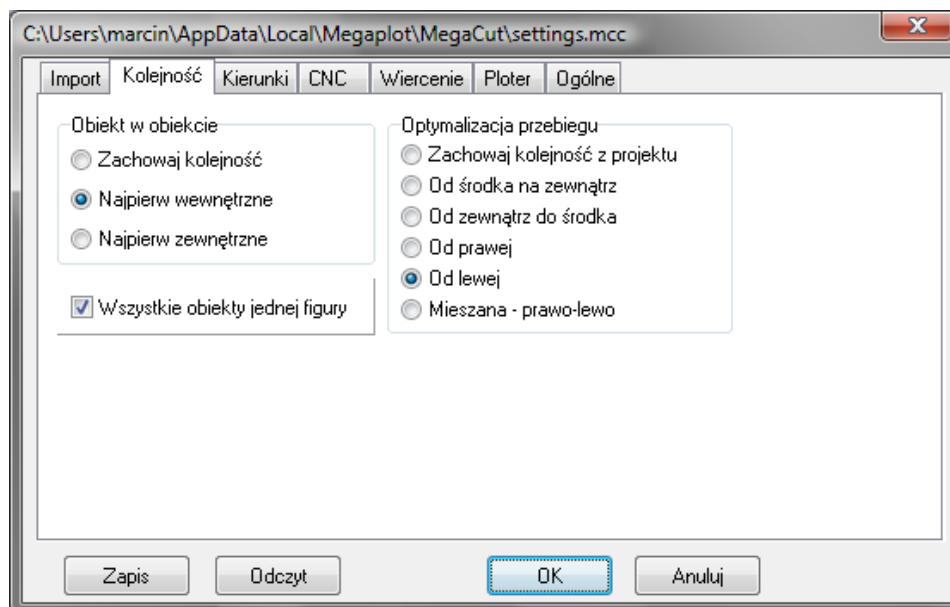 C:\Users\marcin\AppData\Local\Megaplot\MegaCut\settings.mcc
Import Kolejność Kierunki CNC Wiercenie Ploter Ogólne
Obiekt w obiekcie
Zachowaj kolejność
Najpierw wewnętrzne
Najpierw zewnętrzne
Wszystkie obiekty jednej figury
Optymalizacja przebiegu
Zachowaj kolejność z projektu
Od środka na zewnątrz
Od zewnątrz do środka
Od prawej
Od lewej
Mieszana - prawo-lewo
Zapis Odczyt OK Anuluj